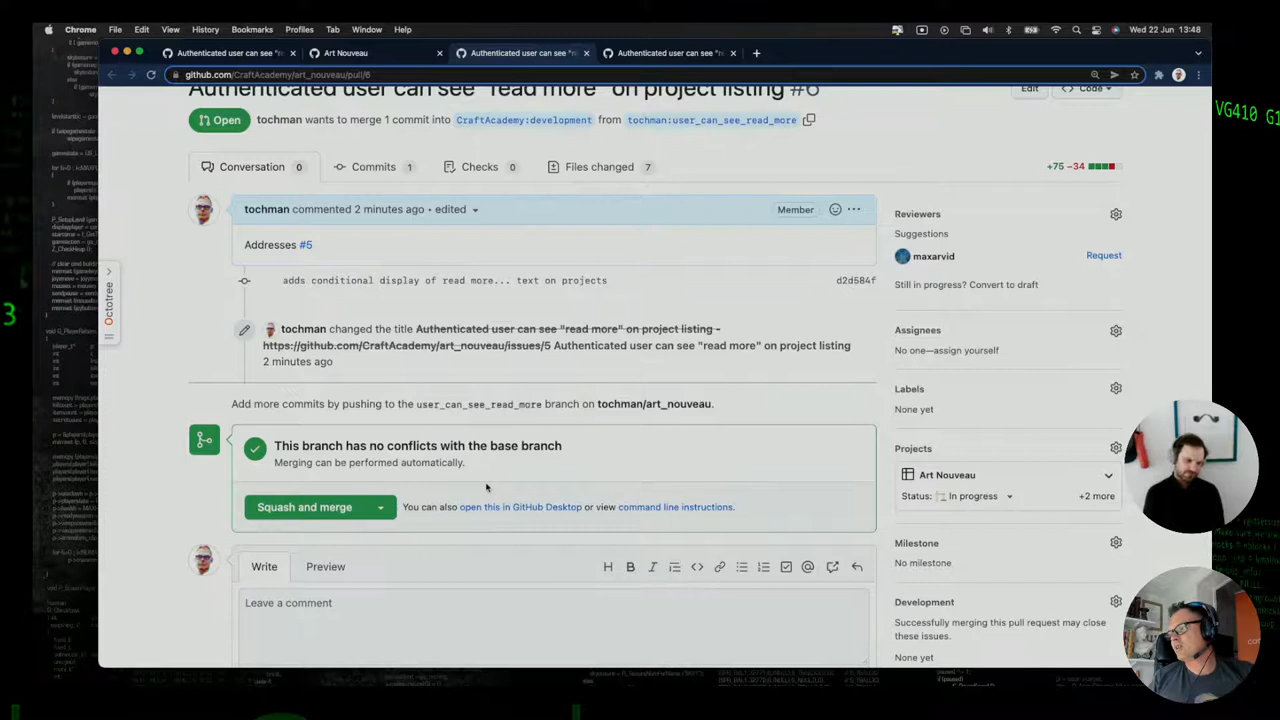 Chrome File Edit View History Bookmarks Profiles Tab Window Help
Wed 22 Jun 13:48
Authenticated user can see "r
Art Nouveau
Authenticated user can see "re
Authenticated user can see "re
github.com/CraftAcademy/art_nouveau/pull/6
VG410
Authenticated user can see "read more" on project listing #6
Edit
Code
Open
tochman wants to merge 1 commit into CraftAcademy:development from tochman:user_can_see_read_more
Conversation 0
Commits 1
Checks 0
Files changed 7
+75 −34
tochman commented 2 minutes ago • edited
Member
Addresses #5
adds conditional display of read more... text on projects
d2d584f
tochman changed the title Authenticated user can see "read more" on project listing -
https://github.com/CraftAcademy/art_nouveau/issues/5 Authenticated user can see "read more" on project listing
2 minutes ago
Add more commits by pushing to the user_can_see_read_more branch on tochman/art_nouveau.
This branch has no conflicts with the base branch
Merging can be performed automatically.
Squash and merge
You can also open this in GitHub Desktop or view command line instructions.
Write
Preview
Leave a comment
Reviewers
Suggestions
maxarvid
Request
Still in progress? Convert to draft
Assignees
No one—assign yourself
Labels
None yet
Projects
Art Nouveau
Status: In progress
+2 more
Milestone
No milestone
Development
Successfully merging this pull request may close
these issues.
None yet
Octotree
3